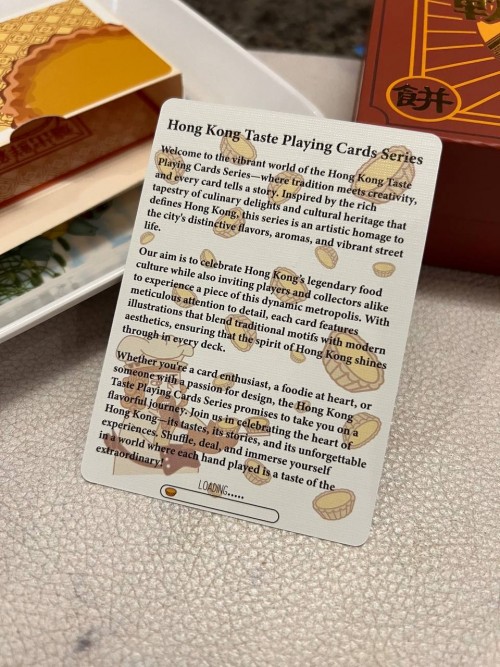 Hong Kong Taste Playing Cards Series
Welcome to the vibrant world of the Hong Kong Taste
Playing Cards Series—where tradition meets creativity,
and every card tells a story. Inspired by the rich
tapestry of culinary delights and cultural heritage that
defines Hong Kong, this series is an artistic homage to
the city's distinctive flavors, aromas, and vibrant street
life.
Our aim is to celebrate Hong Kong's legendary food
culture while also inviting players and collectors alike
to experience a piece of this dynamic metropolis. With
meticulous attention to detail, each card features
illustrations that blend traditional motifs with modern
aesthetics, ensuring that the spirit of Hong Kong shines
through in every deck.
Whether you're a card enthusiast, a foodie at heart, or
someone with a passion for design, the Hong Kong
Taste Playing Cards Series promises to take you on a
flavorful journey. Join us in celebrating the heart of
Hong Kong—its tastes, its stories, and its unforgettable
experiences. Shuffle, deal, and immerse yourself
in a world where each hand played is a taste of the
extraordinary!
LOADING.....
食餅